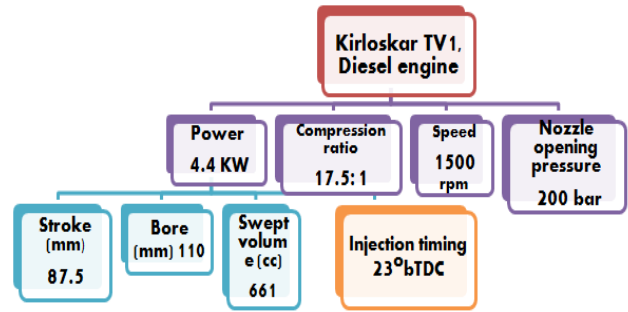 Kirloskar TV1,
Diesel engine
Power
4.4 KW
Compression
ratio
17.5:1
Speed
1500
rpm
Nozzle
opening
pressure
200 bar
Stroke
(mm)
87.5
Bore
(mm) 110
Swept
volum
e (cc)
661
Injection timing
23⁰bTDC